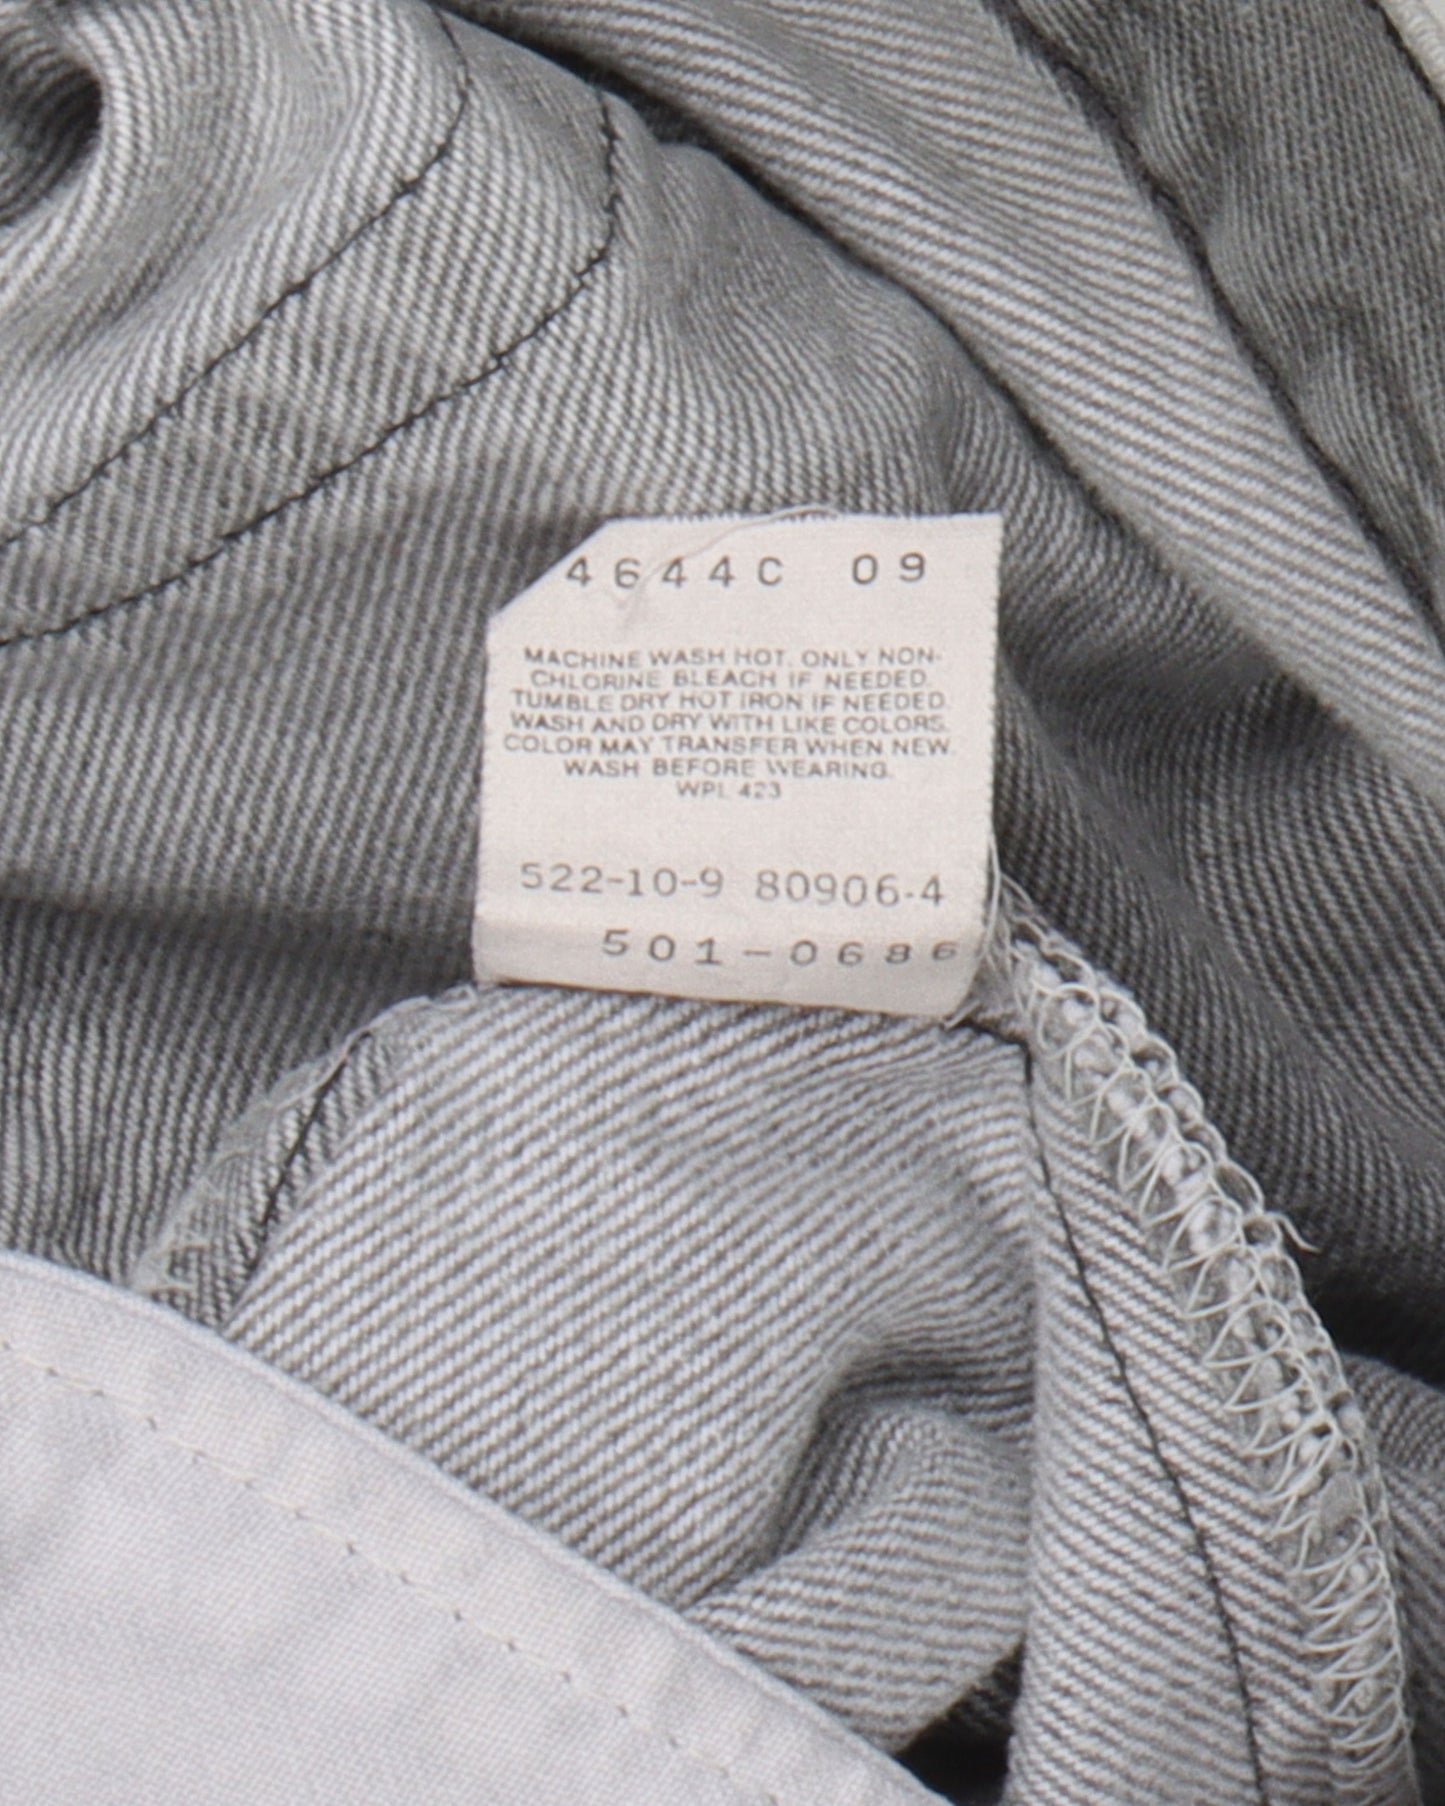 4644C 09
MACHINE WASH HOT. ONLY NON-
CHLORINE BLEACH IF NEEDED.
TUMBLE DRY HOT IRON IF NEEDED.
WASH AND DRY WITH LIKE COLORS.
COLOR MAY TRANSFER WHEN NEW.
WASH BEFORE WEARING.
WPL 423
522-10-9 80906-4
501-0686